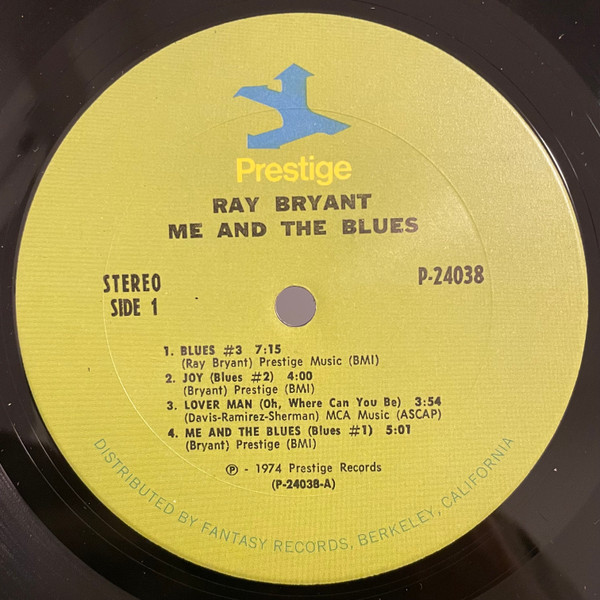 Prestige
RAY BRYANT
ME AND THE BLUES
STEREO
SIDE 1
P-24038
1. BLUES #3 7:15
(Ray Bryant) Prestige Music (BMI)
2. JOY (Blues #2) 4:00
(Bryant) Prestige (BMI)
3. LOVER MAN (Oh, Where Can You Be) 3:54
(Davis-Ramirez-Sherman) MCA Music (ASCAP)
4. ME AND THE BLUES (Blues #1) 5:01
(Bryant) Prestige (BMI)
℗ - 1974 Prestige Records
(P-24038-A)
DISTRIBUTED BY FANTASY RECORDS, BERKELEY, CALIFORNIA